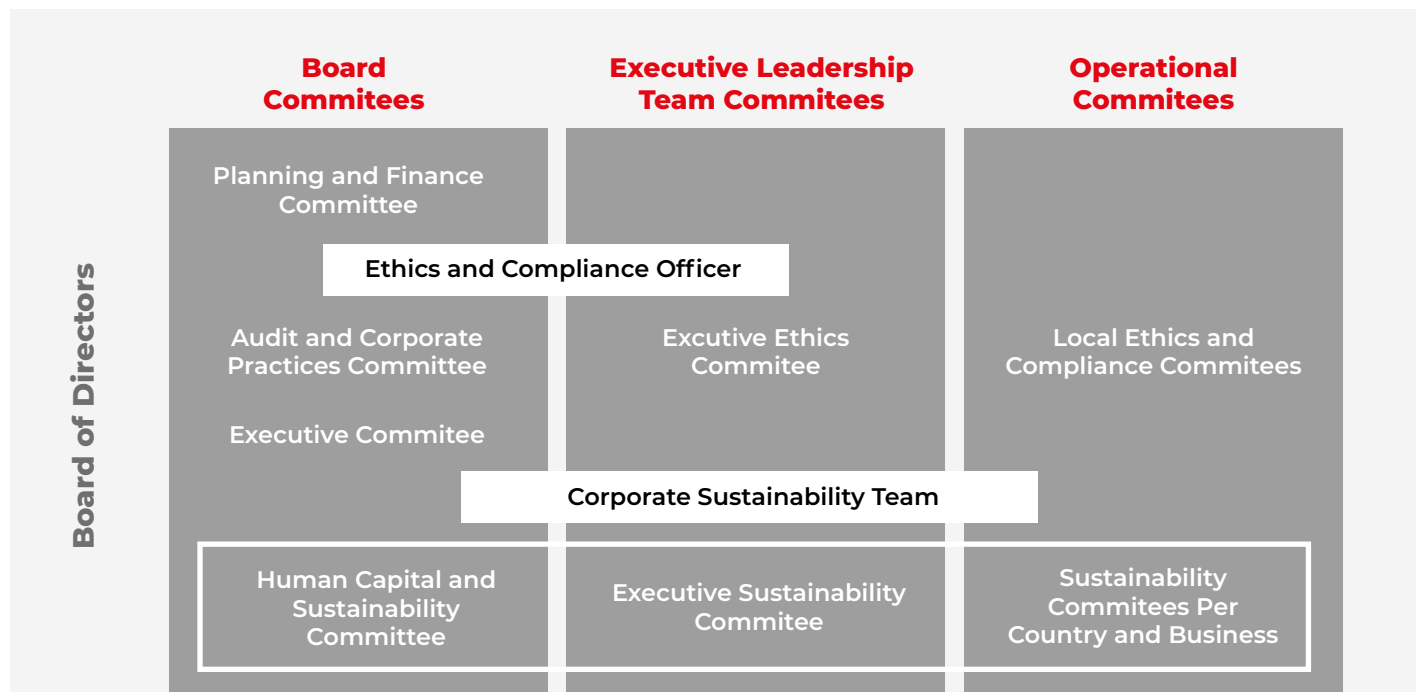 Board of Directors
Board
Commitees
Planning and Finance
Committee
Ethics and Compliance Officer
Audit and Corporate
Practices Committee
Executive Commitee
Corporate Sustainability Team
Human Capital and
Sustainability
Committee
Executive Leadership
Team Commitees
Excutive Ethics
Commitee
Executive Sustainability
Commitee
Operational
Commitees
Local Ethics and
Compliance Commitees
Sustainability
Commitees Per
Country and Business